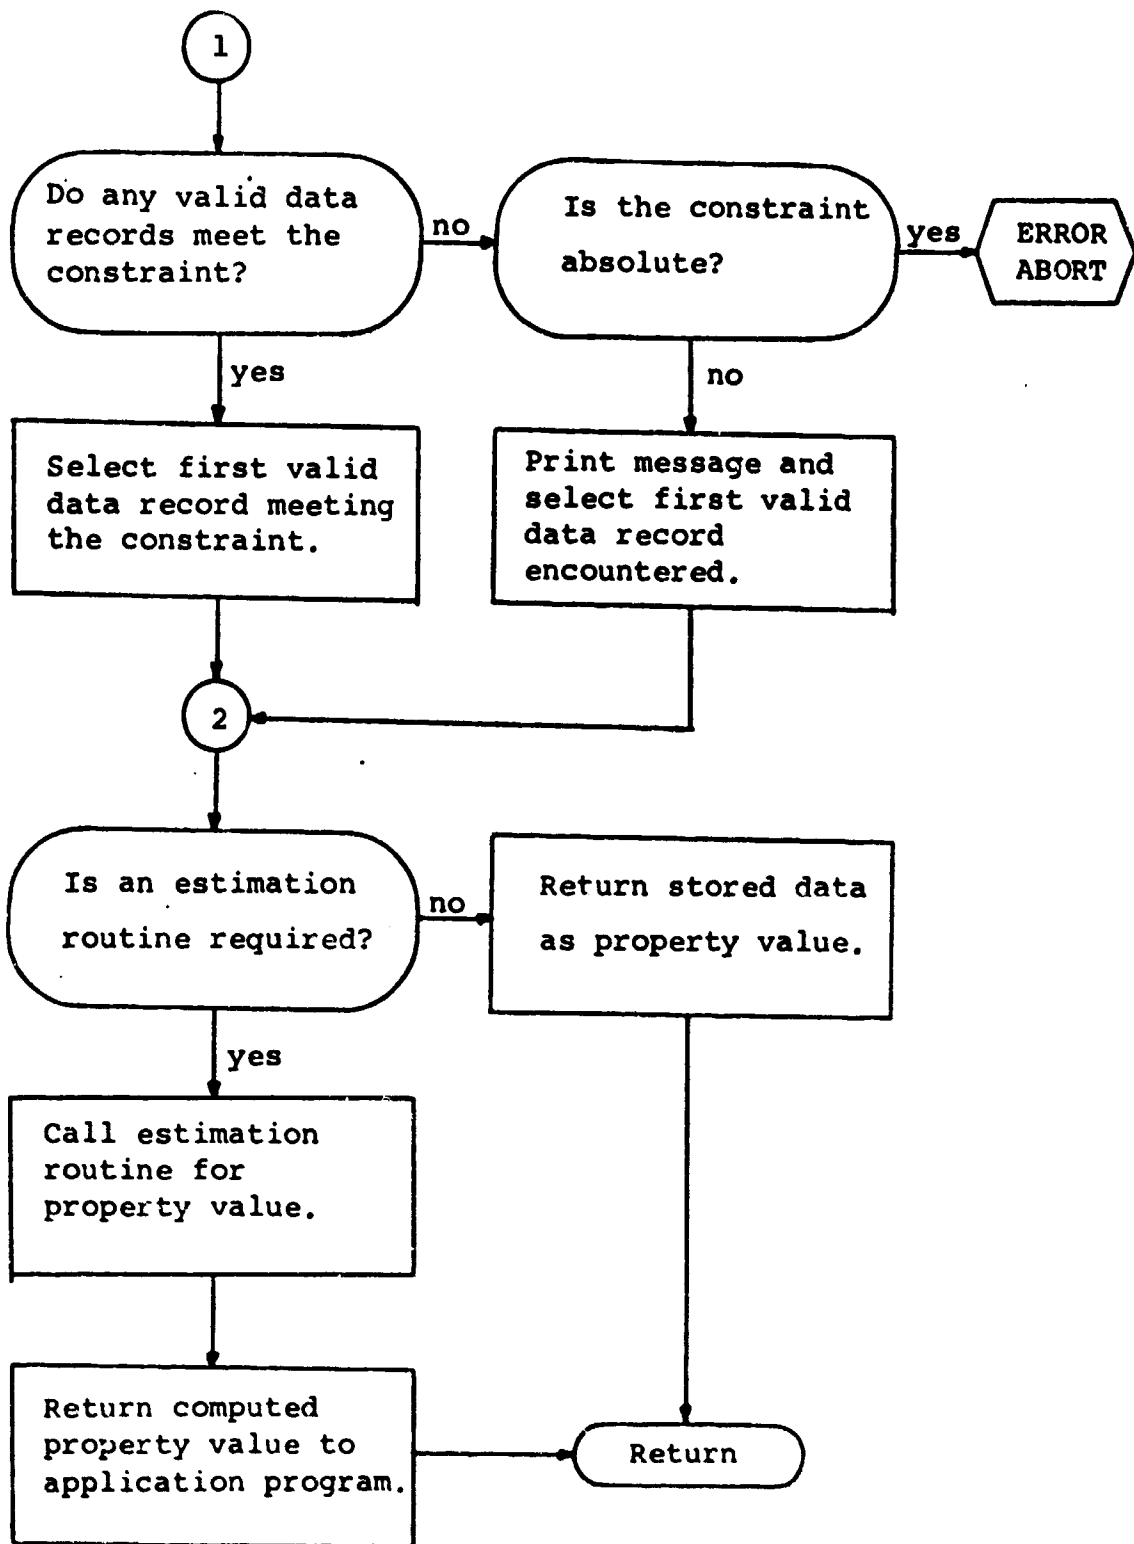 1
Do any valid data
records meet the
constraint?
no
Is the constraint
absolute?
yes
ERROR
ABORT
yes
no
Select first valid
data record meeting
the constraint.
Print message and
select first valid
data record
encountered.
2
Is an estimation
routine required?
no
Return stored data
as property value.
yes
Call estimation
routine for
property value.
Return computed
property value to
application program.
Return